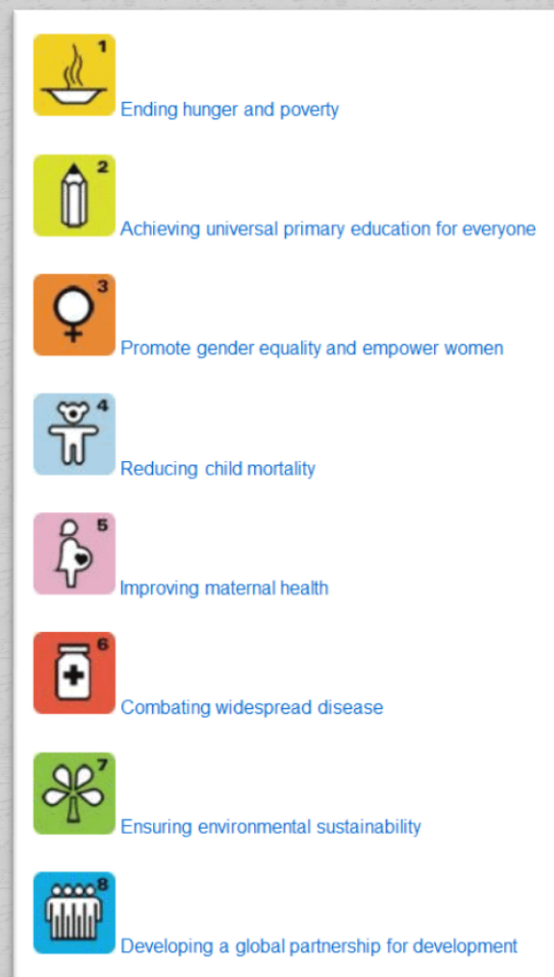 1
Ending hunger and poverty
2
Achieving universal primary education for everyone
3
Promote gender equality and empower women
4
Reducing child mortality
5
Improving maternal health
6
Combating widespread disease
7
Ensuring environmental sustainability
8
Developing a global partnership for development